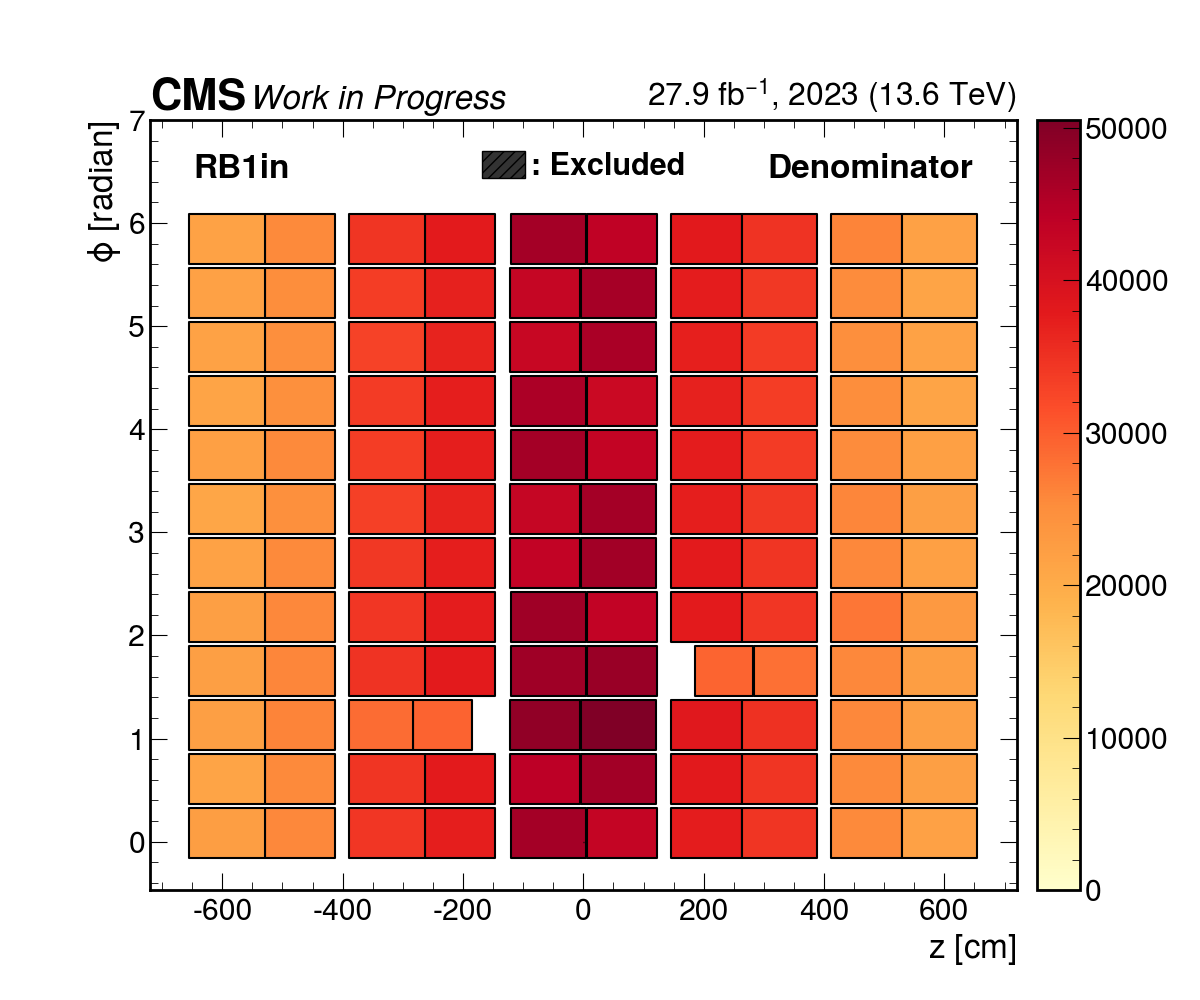 CMS Work in Progress 27.9 fb⁻¹, 2023 (13.6 TeV)
RB1in : Excluded Denominator
ϕ [radian]
7
6
5
4
3
2
1
0
-600 -400 -200 0 200 400 600
z [cm]
50000
40000
30000
20000
10000
0